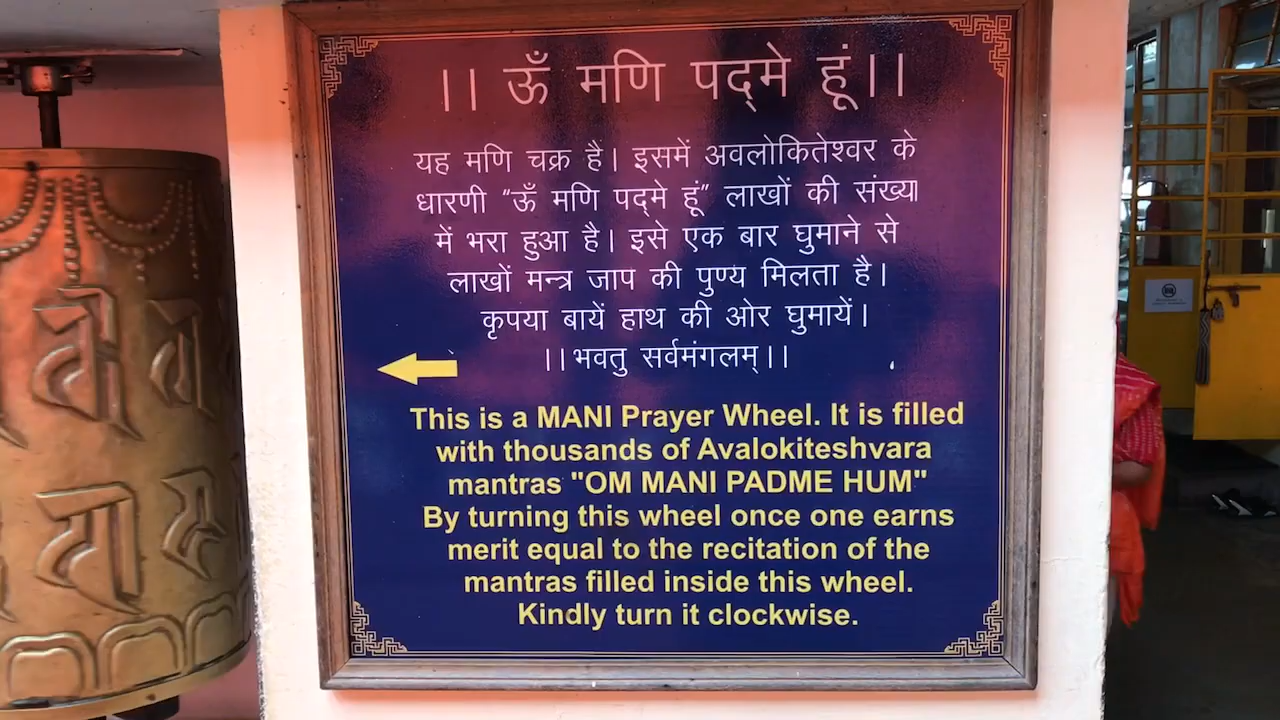 ।। ॐ मणि पद्मे हूं।।
यह मणि चक्र है। इसमें अवलोकितेश्वर के
धारणी "ॐ मणि पद्मे हूं" लाखों की संख्या
में भरा हुआ है। इसे एक बार घुमाने से
लाखों मन्त्र जाप की पुण्य मिलता है।
कृपया बायें हाथ की ओर घुमायें।
।।भवतु सर्वमंगलम्।।
This is a MANI Prayer Wheel. It is filled
with thousands of Avalokiteshvara
mantras "OM MANI PADME HUM"
By turning this wheel once one earns
merit equal to the recitation of the
mantras filled inside this wheel.
Kindly turn it clockwise.